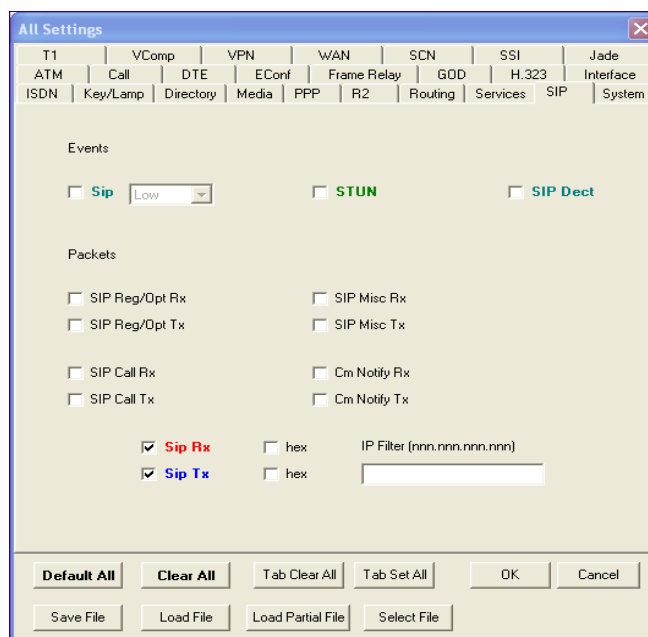 All Settings
T1 VComp VPN WAN SCN SSI Jade
ATM Call DTE EConf Frame Relay GOD H.323 Interface
ISDN Key/Lamp Directory Media PPP R2 Routing Services SIP System
Events
Sip Low STUN SIP Dect
Packets
SIP Reg/Opt Rx SIP Misc Rx
SIP Reg/Opt Tx SIP Misc Tx
SIP Call Rx Cm Notify Rx
SIP Call Tx Cm Notify Tx
Sip Rx hex IP Filter (nnn.nnn.nnn.nnn)
Sip Tx hex
Default All Clear All Tab Clear All Tab Set All OK Cancel
Save File Load File Load Partial File Select File